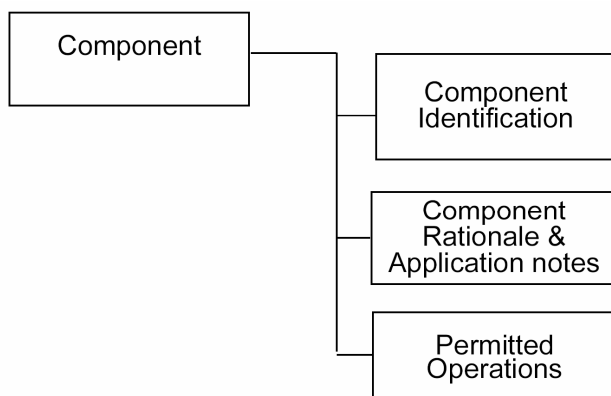 Component
Component
Identification
Component
Rationale &
Application notes
Permitted
Operations